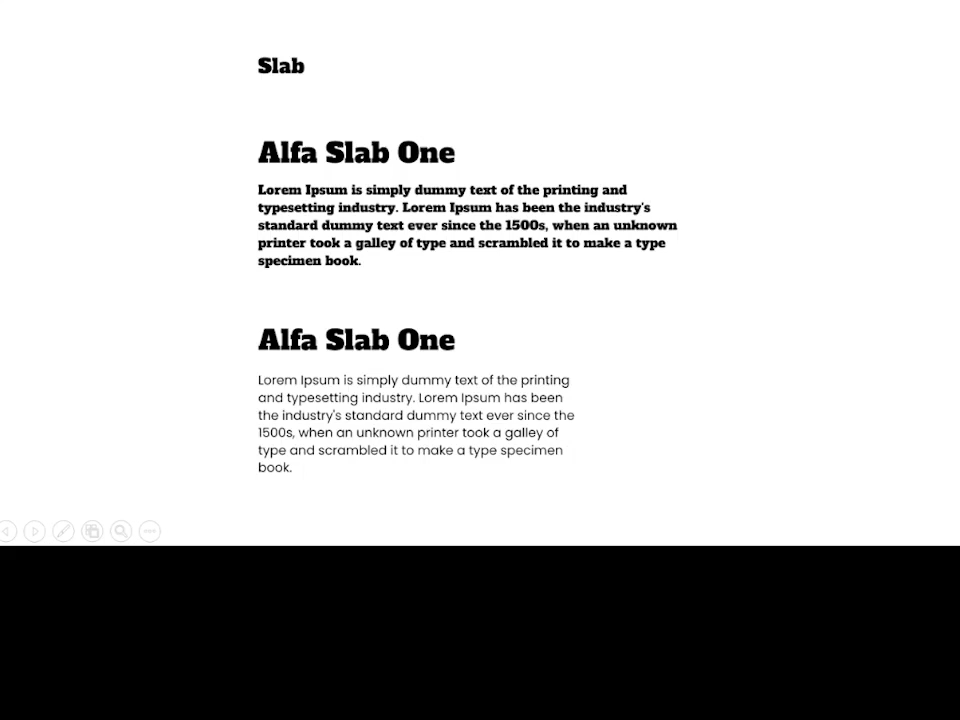 Slab
Alfa Slab One
Lorem Ipsum is simply dummy text of the printing and
typesetting industry. Lorem Ipsum has been the industry's
standard dummy text ever since the 1500s, when an unknown
printer took a galley of type and scrambled it to make a type
specimen book.
Alfa Slab One
Lorem Ipsum is simply dummy text of the printing
and typesetting industry. Lorem Ipsum has been
the industry's standard dummy text ever since the
1500s, when an unknown printer took a galley of
type and scrambled it to make a type specimen
book.